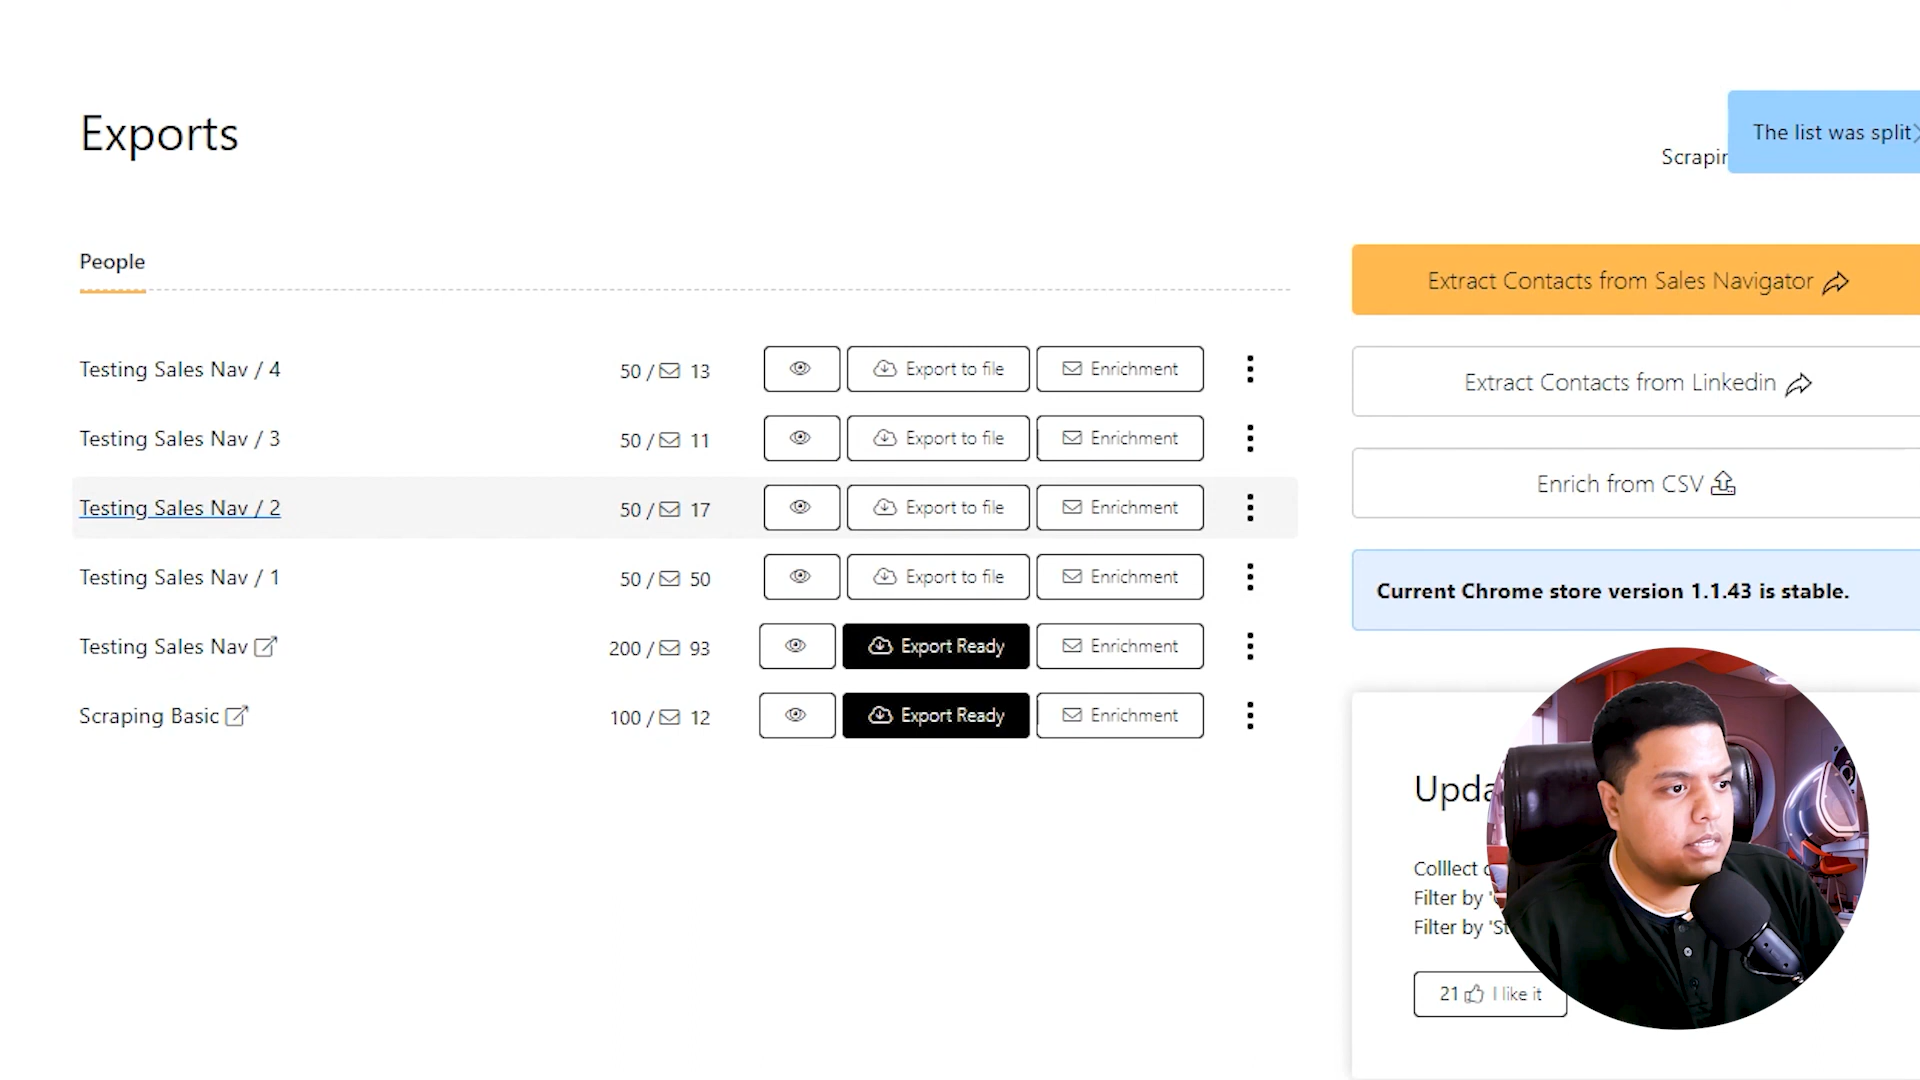 Exports
The list was split
People
Extract Contacts from Sales Navigator
Testing Sales Nav / 4 50 / 13 Export to file Enrichment
Extract Contacts from Linkedin
Testing Sales Nav / 3 50 / 11 Export to file Enrichment
Testing Sales Nav / 2 50 / 17 Export to file Enrichment
Enrich from CSV
Testing Sales Nav / 1 50 / 50 Export to file Enrichment
Current Chrome store version 1.1.43 is stable.
Testing Sales Nav 200 / 93 Export Ready Enrichment
Scraping Basic 100 / 12 Export Ready Enrichment
Colllect
Filter by
Filter by
21 I like it